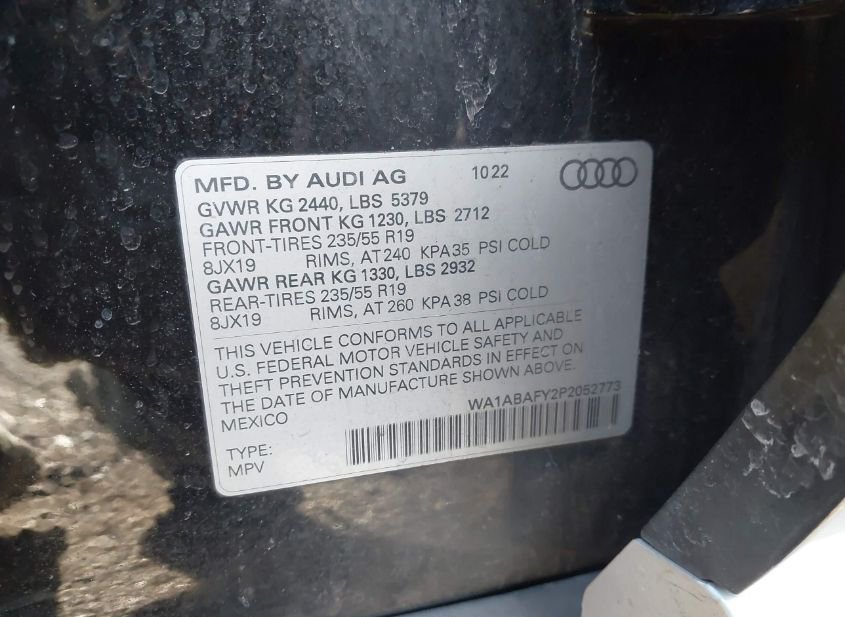 MFD. BY AUDI AG 10 22
GVWR KG 2440, LBS 5379
GAWR FRONT KG 1230, LBS 2712
FRONT-TIRES 235/55 R19
8JX19 RIMS, AT 240 KPA 35 PSI COLD
GAWR REAR KG 1330, LBS 2932
REAR-TIRES 235/55 R19
8JX19 RIMS, AT 260 KPA 38 PSI COLD
THIS VEHICLE CONFORMS TO ALL APPLICABLE
U.S. FEDERAL MOTOR VEHICLE SAFETY AND
THEFT PREVENTION STANDARDS IN EFFECT ON
THE DATE OF MANUFACTURE SHOWN ABOVE.
MEXICO WA1ABAFY2P2052773
TYPE:
MPV